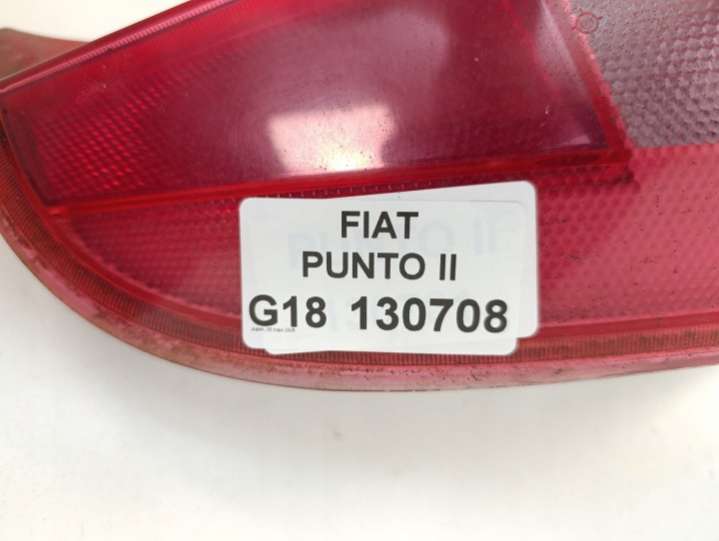 FIAT
PUNTO II
G18 130708